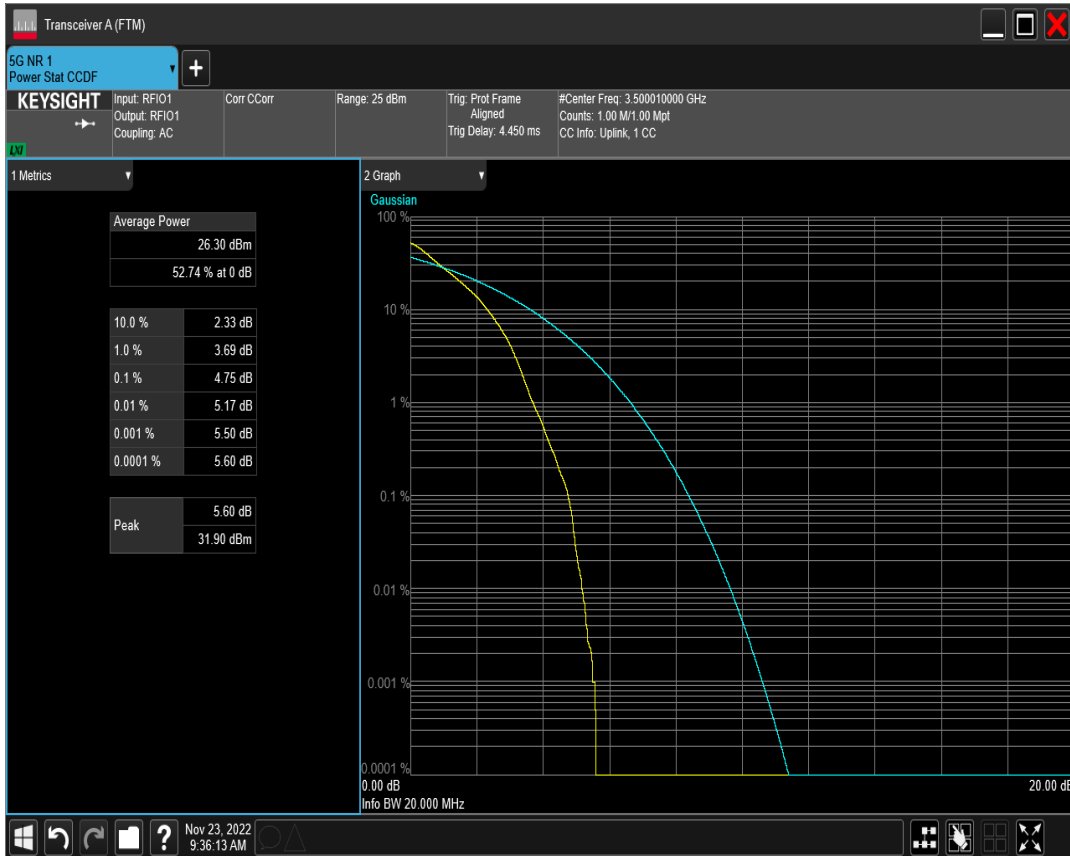 Transceiver A (FTM)
5G NR 1
Power Stat CCDF
KEYSIGHT
LXI
Input: RFIO1
Output: RFIO1
Coupling: AC
Corr CCorr
Range: 25 dBm
Trig: Prot Frame
Aligned
Trig Delay: 4.450 ms
#Center Freq: 3.500010000 GHz
Counts: 1.00 M/1.00 Mpt
CC Info: Uplink, 1 CC
1 Metrics
Average Power
26.30 dBm
52.74 % at 0 dB
10.0 % 2.33 dB
1.0 % 3.69 dB
0.1 % 4.75 dB
0.01 % 5.17 dB
0.001 % 5.50 dB
0.0001 % 5.60 dB
Peak
5.60 dB
31.90 dBm
2 Graph
Gaussian
100 %
10 %
1 %
0.1 %
0.01 %
0.001 %
0.0001 %
0.00 dB
20.00 dB
Info BW 20.000 MHz
?
Nov 23, 2022
9:36:13 AM